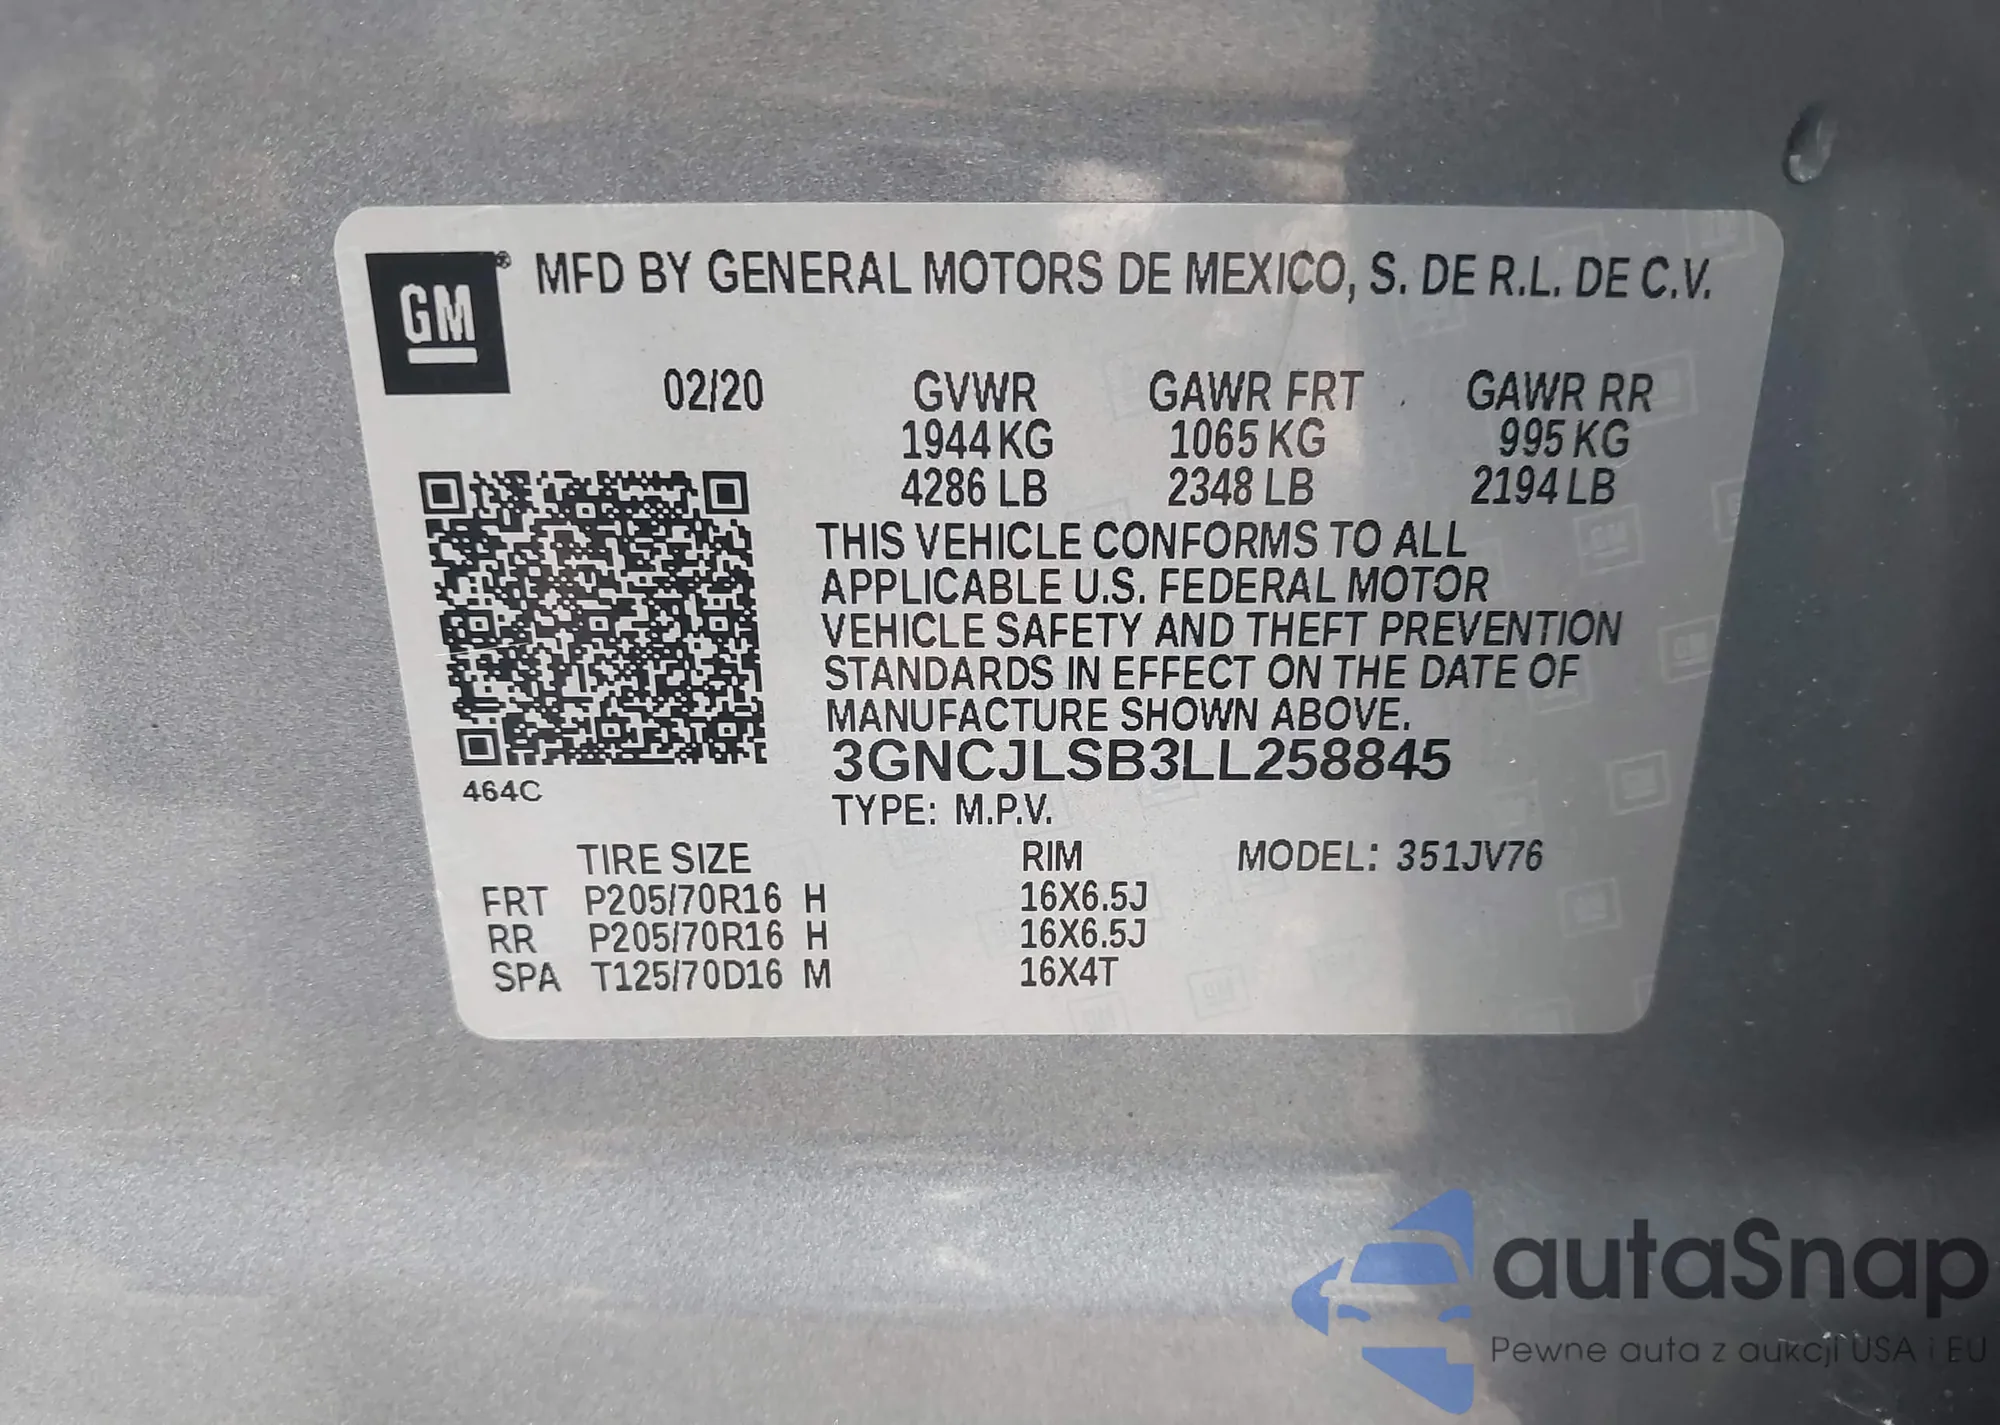 GM® MFD BY GENERAL MOTORS DE MEXICO, S. DE R.L. DE C.V.
02/20 GVWR GAWR FRT GAWR RR
1944 KG 1065 KG 995 KG
4286 LB 2348 LB 2194 LB
THIS VEHICLE CONFORMS TO ALL
APPLICABLE U.S. FEDERAL MOTOR
VEHICLE SAFETY AND THEFT PREVENTION
STANDARDS IN EFFECT ON THE DATE OF
MANUFACTURE SHOWN ABOVE.
3GNCJLSB3LL258845
464C
TYPE: M.P.V.
TIRE SIZE RIM MODEL: 351JV76
FRT P205/70R16 H 16X6.5J
RR P205/70R16 H 16X6.5J
SPA T125/70D16 M 16X4T
autaSnap
Pewne auta z aukcji USA i EU